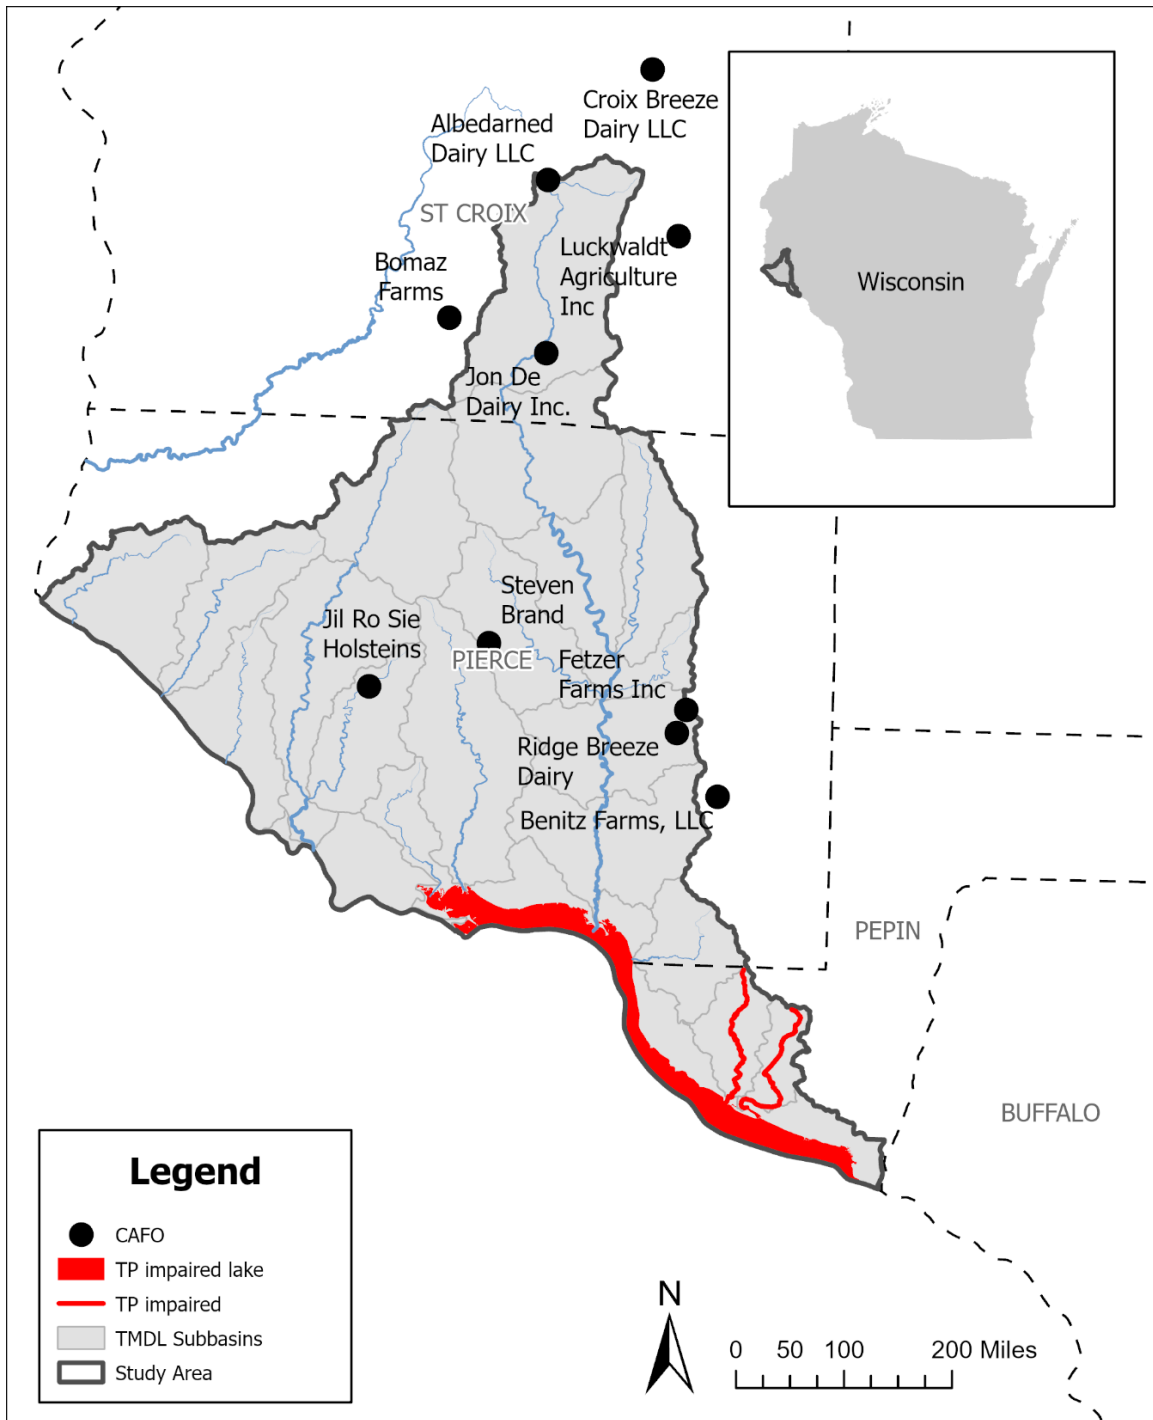 Croix Breeze
Dairy LLC
Albedarned
Dairy LLC
ST CROIX
Luckwaldt
Agriculture
Inc
Bomaz
Farms
Wisconsin
Jon De
Dairy Inc.
Steven
Brand
Jil Ro Sie
Holsteins
PIERCE
Fetzer
Farms Inc
Ridge Breeze
Dairy
Benitz Farms, LLC
PEPIN
BUFFALO
Legend
CAFO
TP impaired lake
TP impaired
TMDL Subbasins
Study Area
N
0 50 100 200 Miles